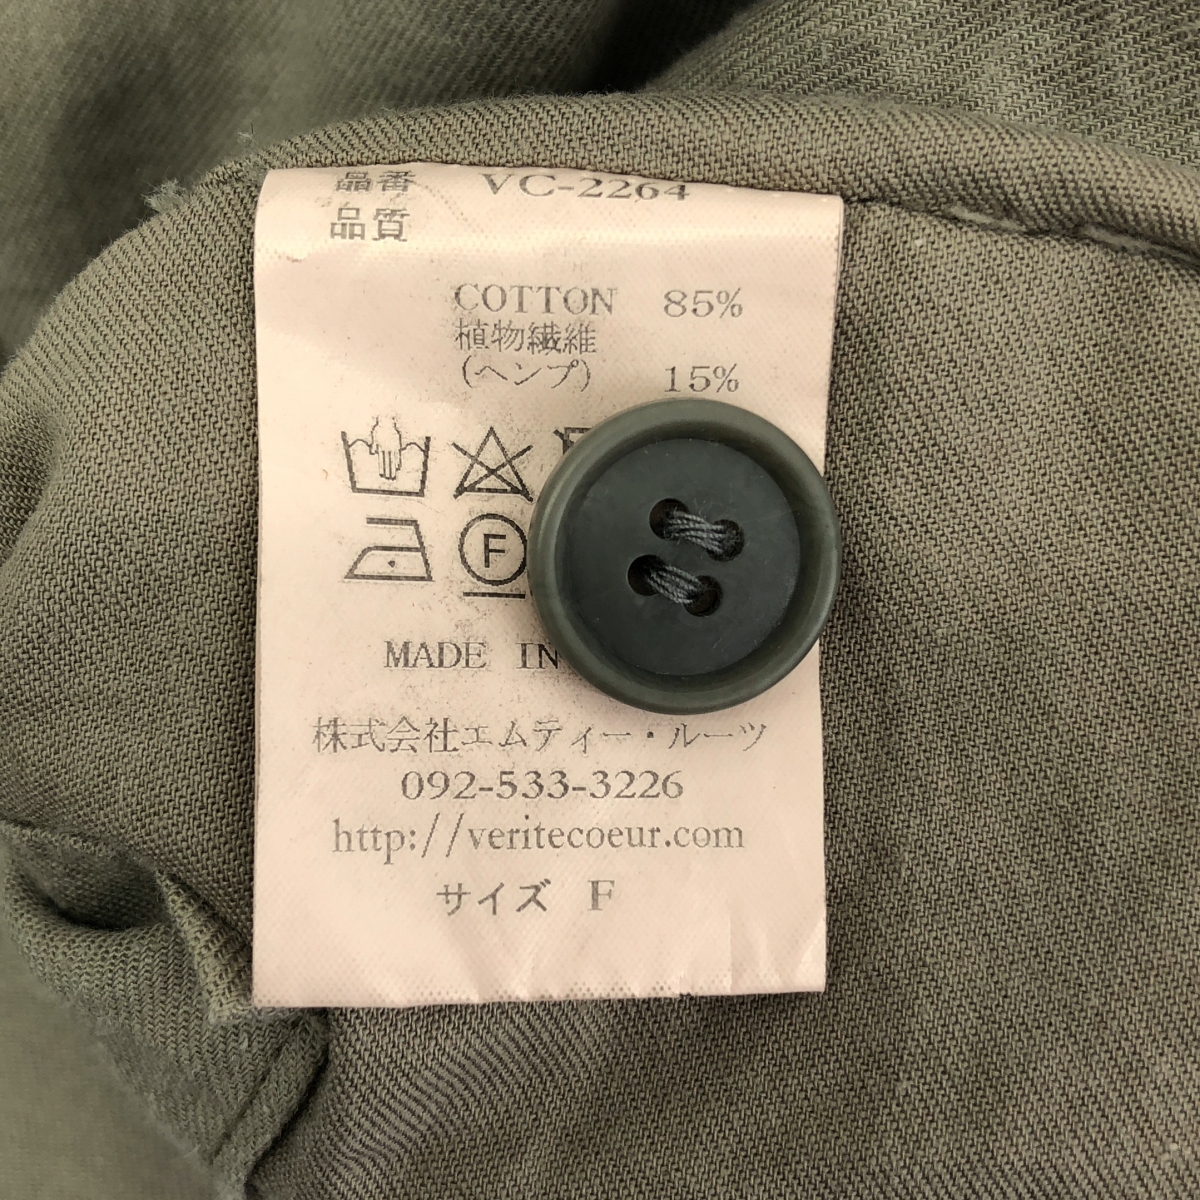 品番 VC-2264
品質
COTTON 85%
植物繊維
(ヘンプ) 15%
F
MADE IN
株式会社エムティー・ルーツ
092-533-3226
http://veritecoeur.com
サイズ F